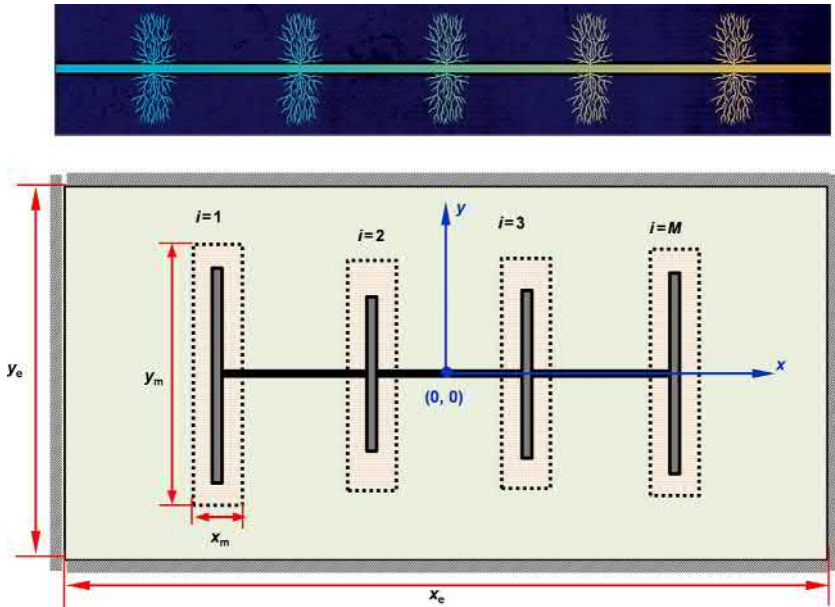 i=1
i=2
i=3
i=M
y
x
(0, 0)
yₑ
yₘ
xₘ
xₑ